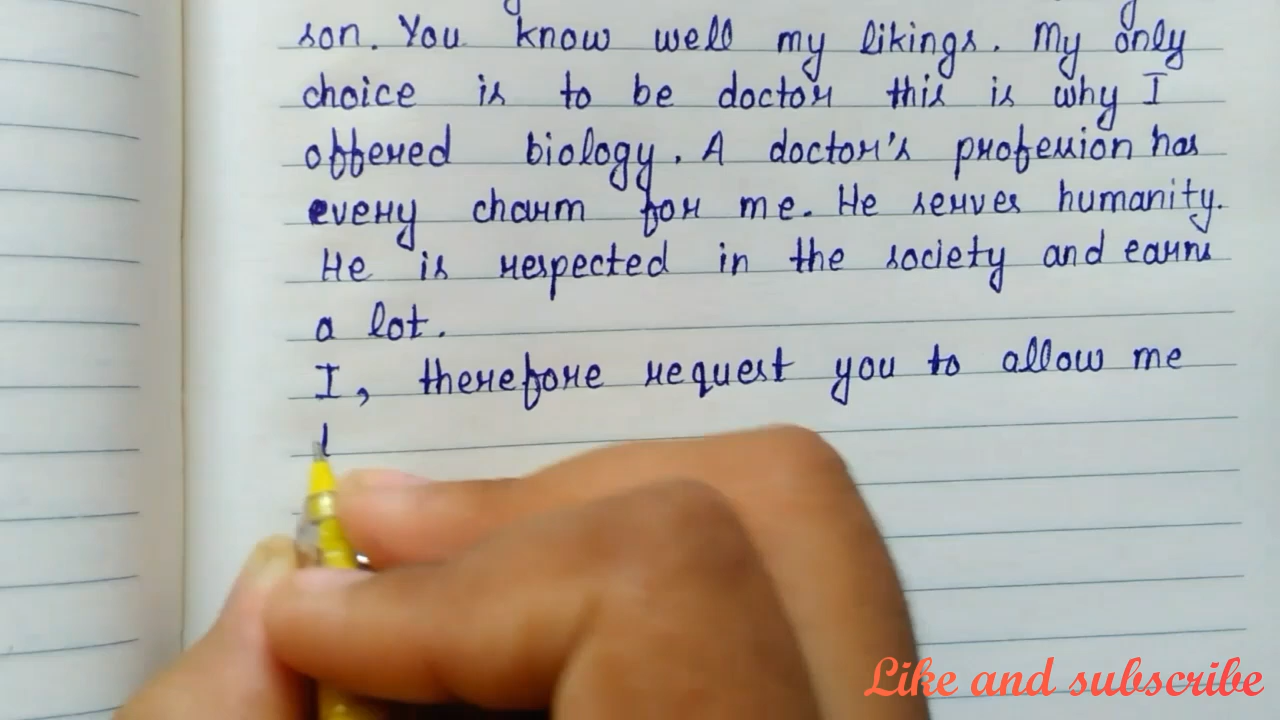 son. You know well my likings. My only
choice is to be doctor this is why I
offered biology. A doctor's profession has
every charm for me. He serves humanity.
He is respected in the society and earns
a lot.
I, therefore request you to allow me
Like and subscribe